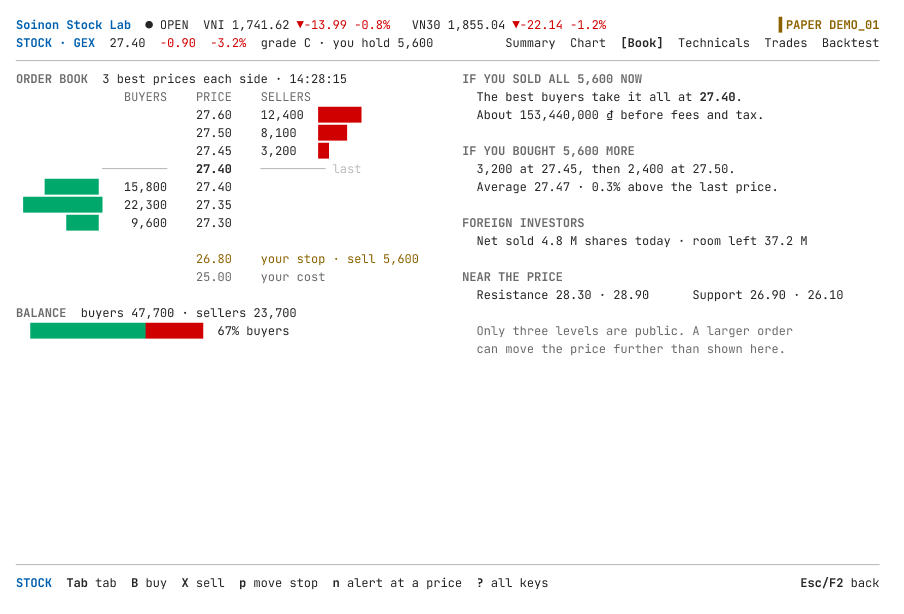 Soinon Stock Lab ● OPEN VNI 1,741.62 ▼-13.99 -0.8% VN30 1,855.04 ▼-22.14 -1.2% PAPER DEMO_01
STOCK · GEX 27.40 -0.90 -3.2% grade C · you hold 5,600 Summary Chart [Book] Technicals Trades Backtest
ORDER BOOK 3 best prices each side · 14:28:15
BUYERS PRICE SELLERS
27.60 12,400
27.50 8,100
27.45 3,200
27.40 last
15,800 27.40
22,300 27.35
9,600 27.30
26.80 your stop · sell 5,600
25.00 your cost
BALANCE buyers 47,700 · sellers 23,700
67% buyers
IF YOU SOLD ALL 5,600 NOW
The best buyers take it all at 27.40.
About 153,440,000 ₫ before fees and tax.
IF YOU BOUGHT 5,600 MORE
3,200 at 27.45, then 2,400 at 27.50.
Average 27.47 · 0.3% above the last price.
FOREIGN INVESTORS
Net sold 4.8 M shares today · room left 37.2 M
NEAR THE PRICE
Resistance 28.30 · 28.90 Support 26.90 · 26.10
Only three levels are public. A larger order
can move the price further than shown here.
STOCK Tab tab B buy X sell p move stop n alert at a price ? all keys Esc/F2 back